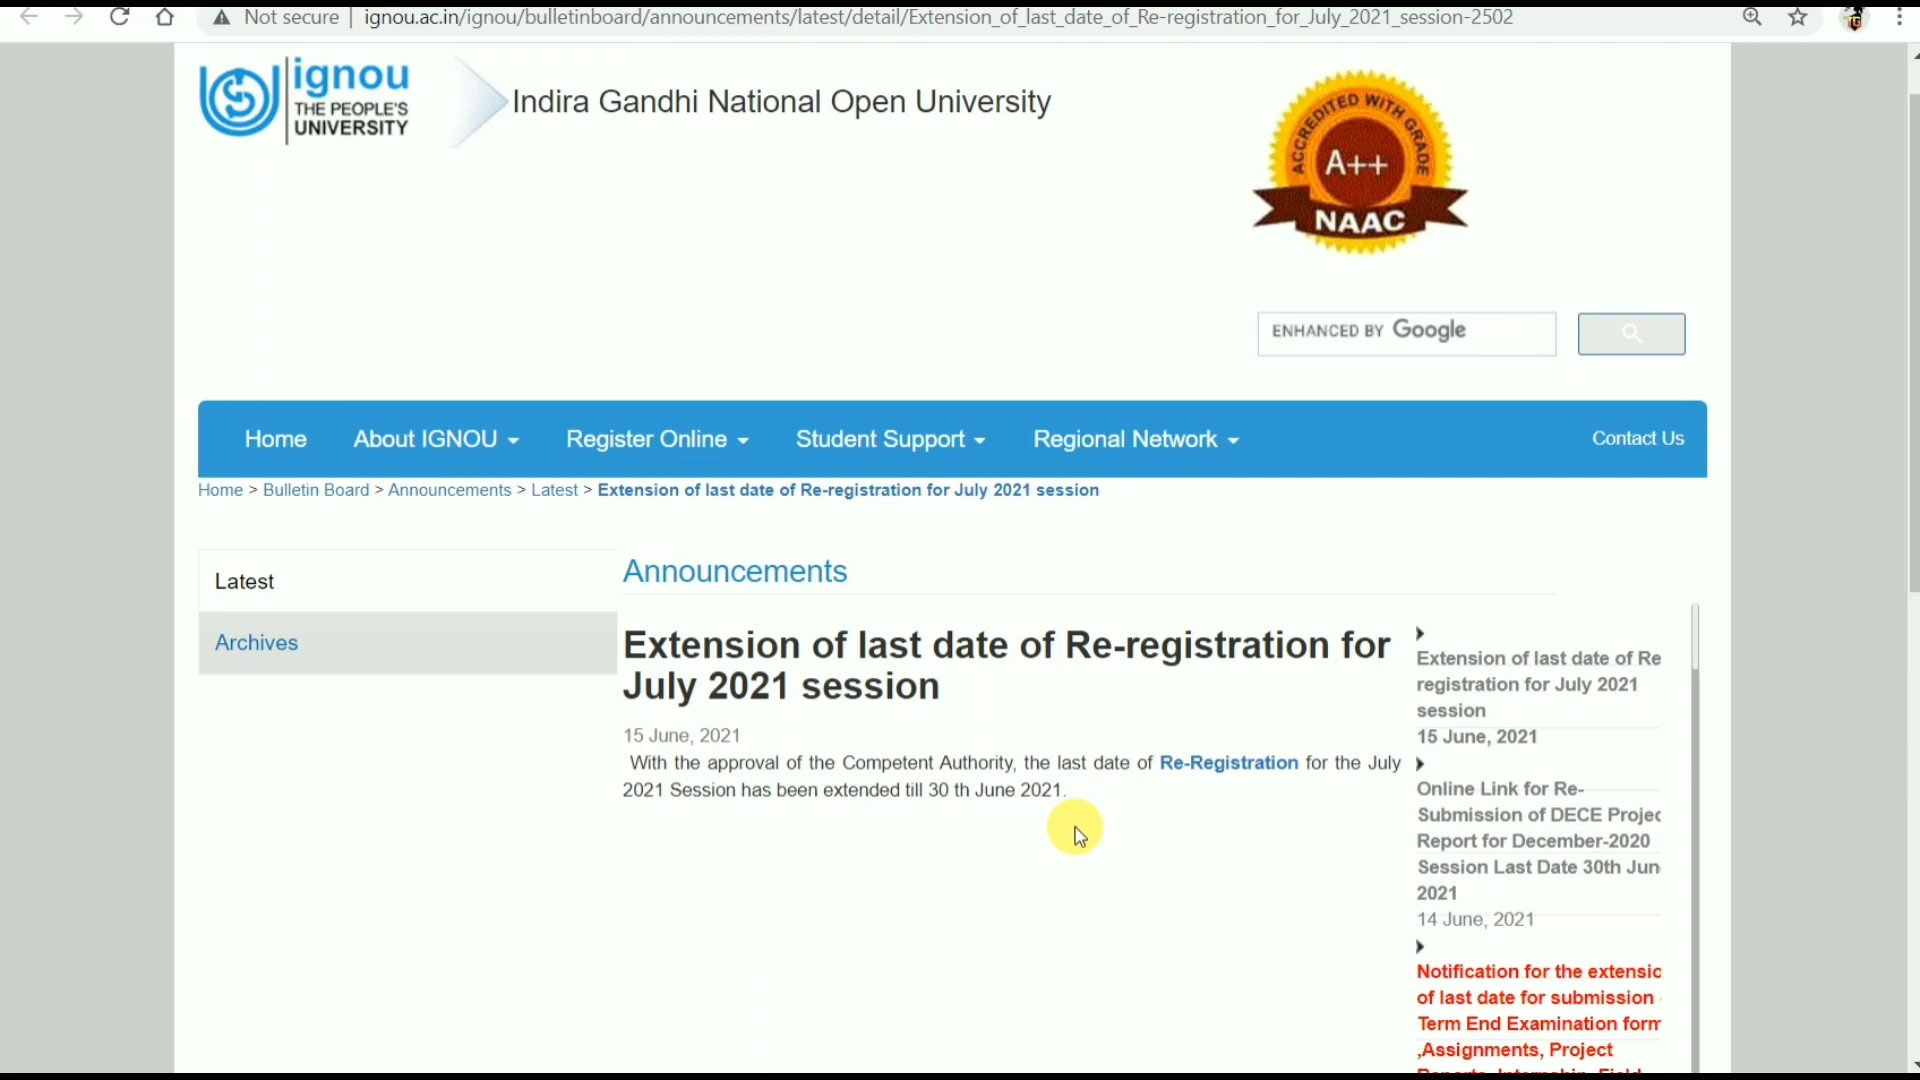 Not secure | ignou.ac.in/ignou/bulletinboard/announcements/latest/detail/Extension_of_last_date_of_Re-registration_for_July_2021_session-2502
ignou
THE PEOPLE'S
UNIVERSITY
Indira Gandhi National Open University
ACCREDITED WITH GRADE
A++
NAAC
ENHANCED BY Google
Home
About IGNOU
Register Online
Student Support
Regional Network
Contact Us
Home > Bulletin Board > Announcements > Latest > Extension of last date of Re-registration for July 2021 session
Latest
Archives
Announcements
Extension of last date of Re-registration for
July 2021 session
15 June, 2021
With the approval of the Competent Authority, the last date of Re-Registration for the July
2021 Session has been extended till 30 th June 2021.
Extension of last date of Re
registration for July 2021
session
15 June, 2021
Online Link for Re-
Submission of DECE Projec
Report for December-2020
Session Last Date 30th Jun
2021
14 June, 2021
Notification for the extensio
of last date for submission
Term End Examination form
,Assignments, Project